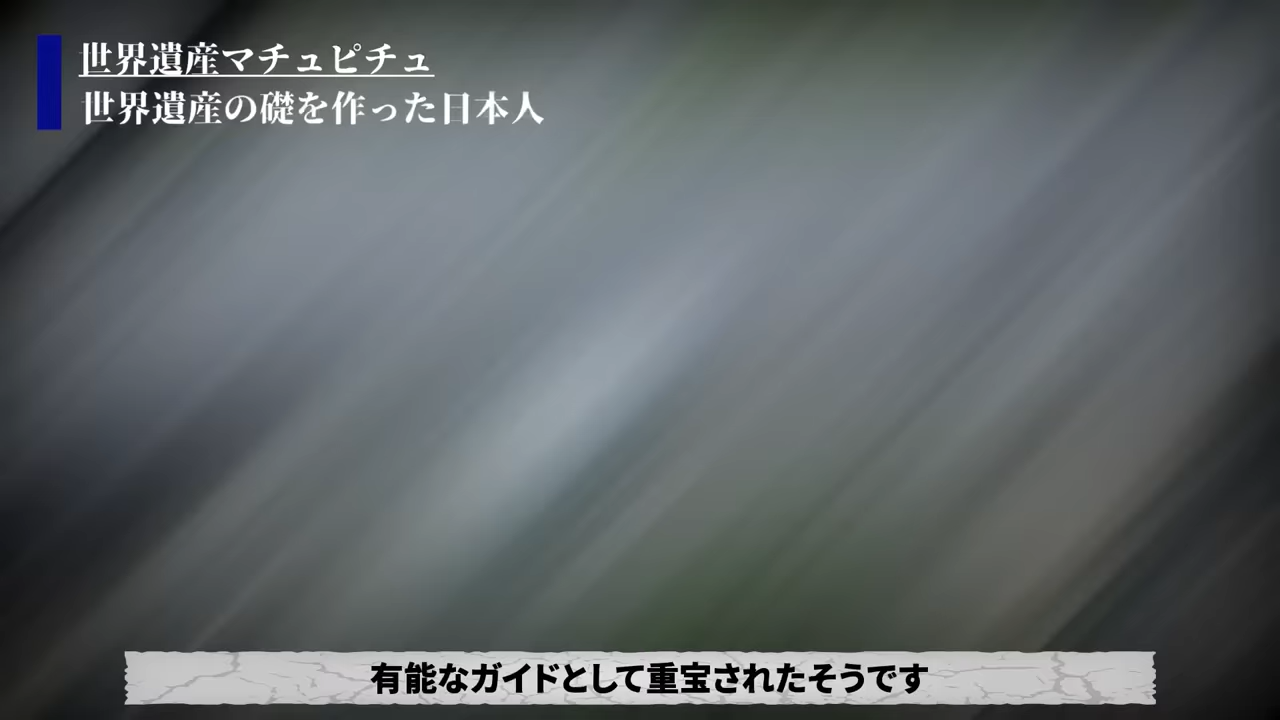 世界遺産マチュピチュ
世界遺産の礎を作った日本人
有能なガイドとして重宝されたそうです